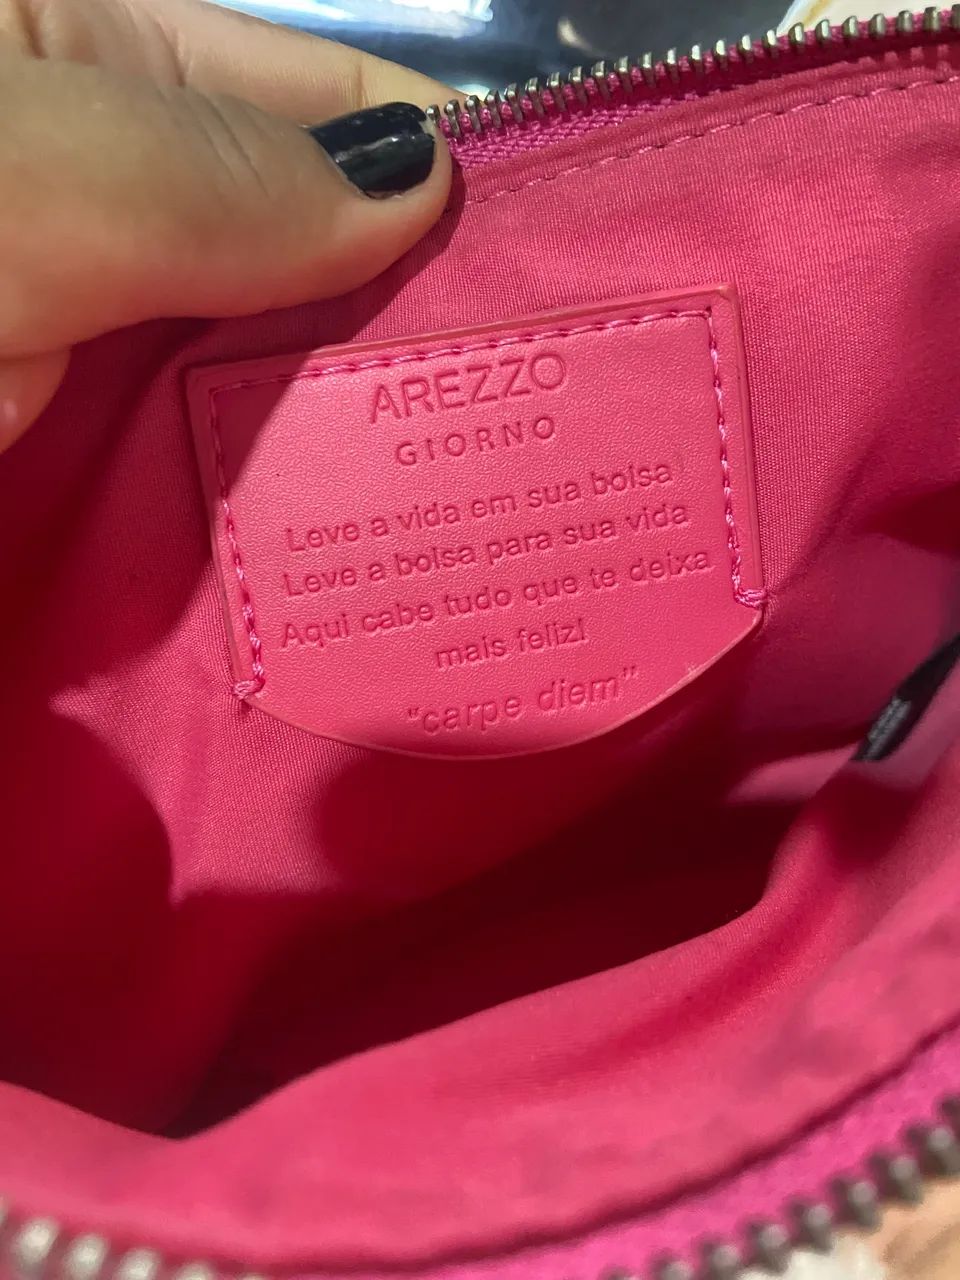 AREZZO
GIORNO
Leve a vida em sua bolsa
Leve a bolsa para sua vida
Aqui cabe tudo que te deixa
mais feliz!
"carpe diem"